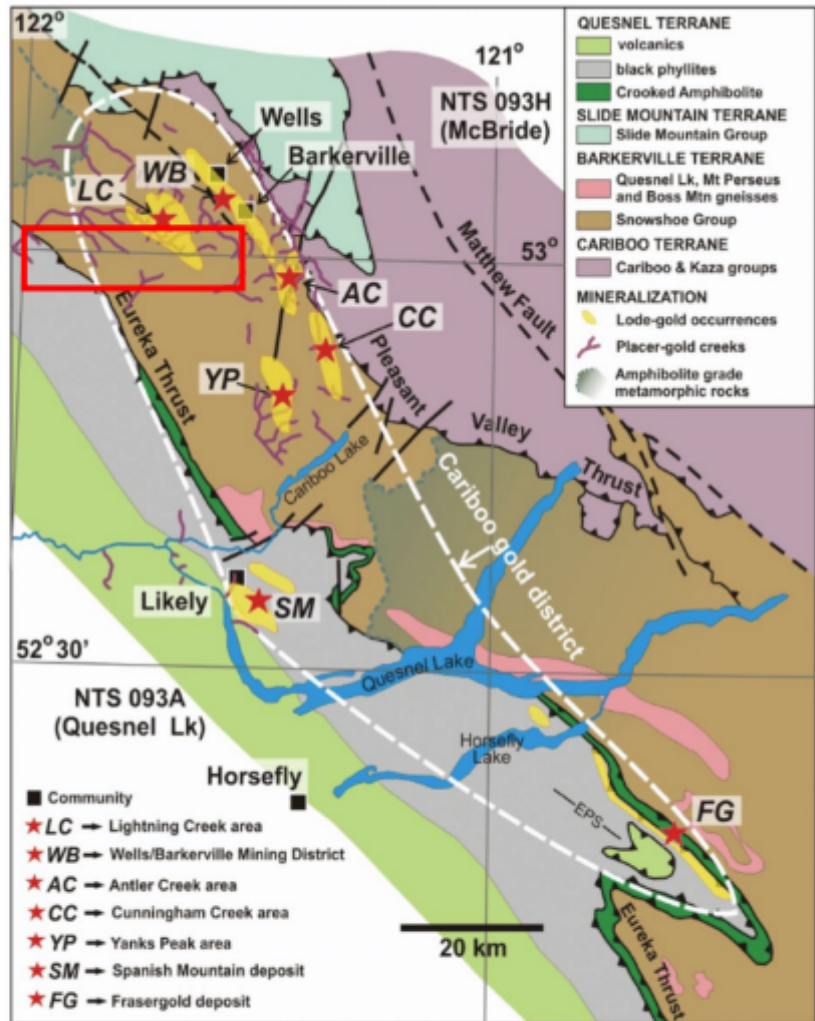 122°
121°
NTS 093H
(McBride)
Wells
Barkerville
WB
LC
53°
AC
CC
Matthew Fault
Eureka Thrust
YP
Pleasant
Valley
Thrust
Cariboo Lake
Cariboo gold district
Likely
SM
52° 30'
Quesnel Lake
NTS 093A
(Quesnel Lk)
Horsefly
Lake
Horsefly
EPS
FG
Eureka Thrust
20 km
Community
LC Lightning Creek area
WB Wells/Barkerville Mining District
AC Antler Creek area
CC Cunningham Creek area
YP Yanks Peak area
SM Spanish Mountain deposit
FG Frasergold deposit
QUESNEL TERRANE
volcanics
black phyllites
Crooked Amphibolite
SLIDE MOUNTAIN TERRANE
Slide Mountain Group
BARKERVILLE TERRANE
Quesnel Lk, Mt Perseus
and Boss Mtn gneisses
Snowshoe Group
CARIBOO TERRANE
Cariboo & Kaza groups
MINERALIZATION
Lode-gold occurrences
Placer-gold creeks
Amphibolite grade
metamorphic rocks